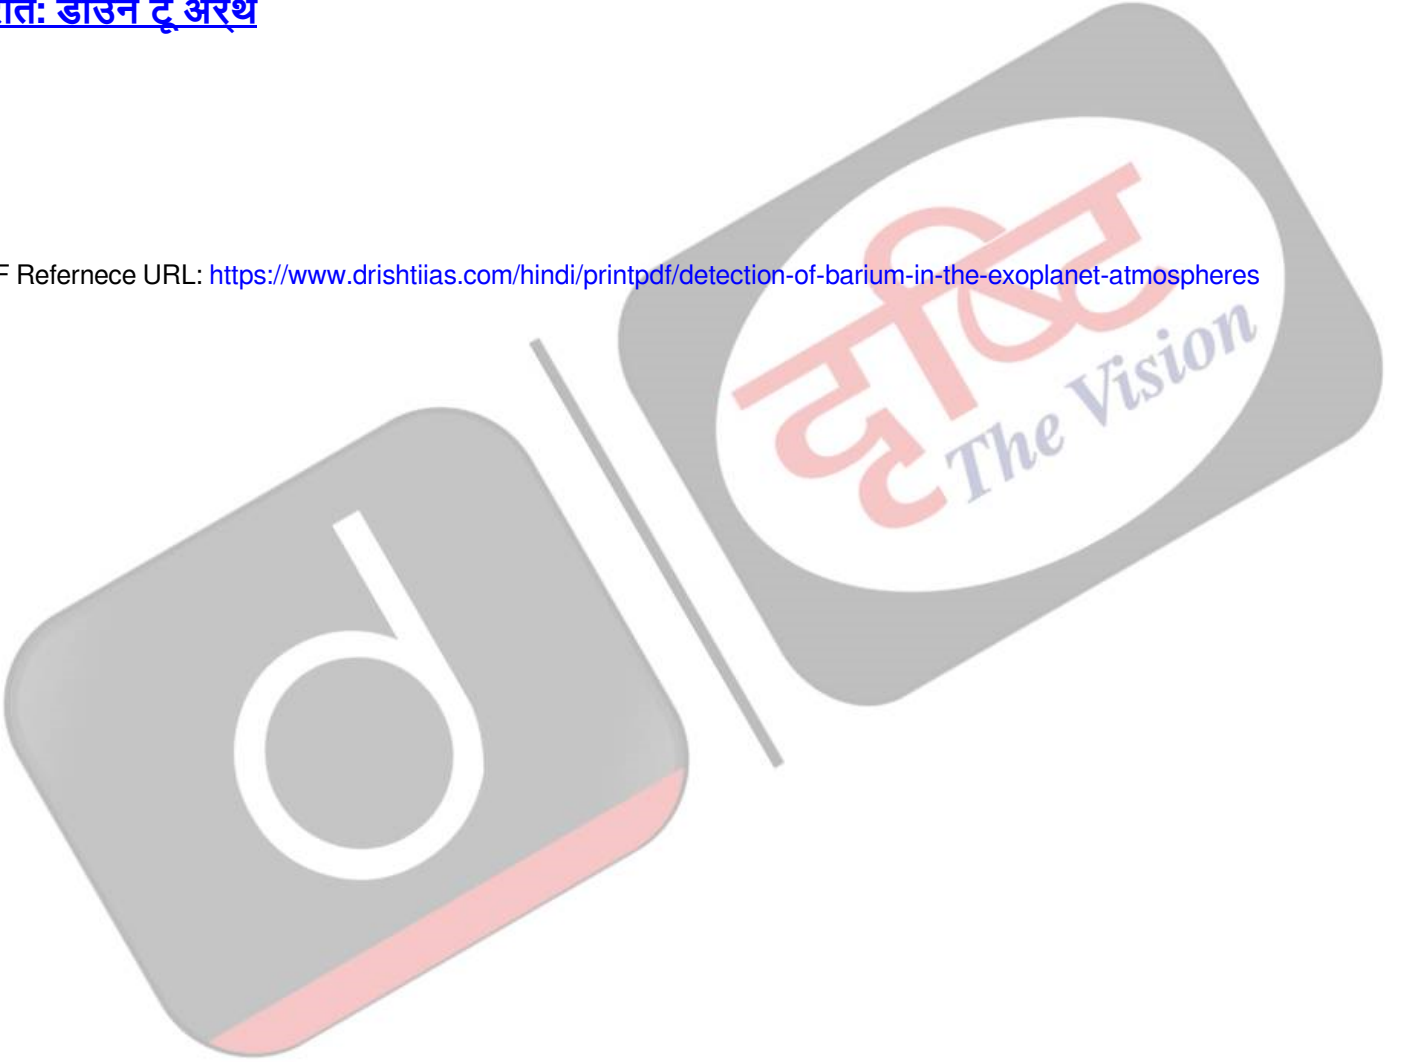 रोत: डाउन टू अर्थ
F Refernece URL: https://www.drishtiias.com/hindi/printpdf/detection-of-barium-in-the-exoplanet-atmospheres
दृष्टि
The Vision
d